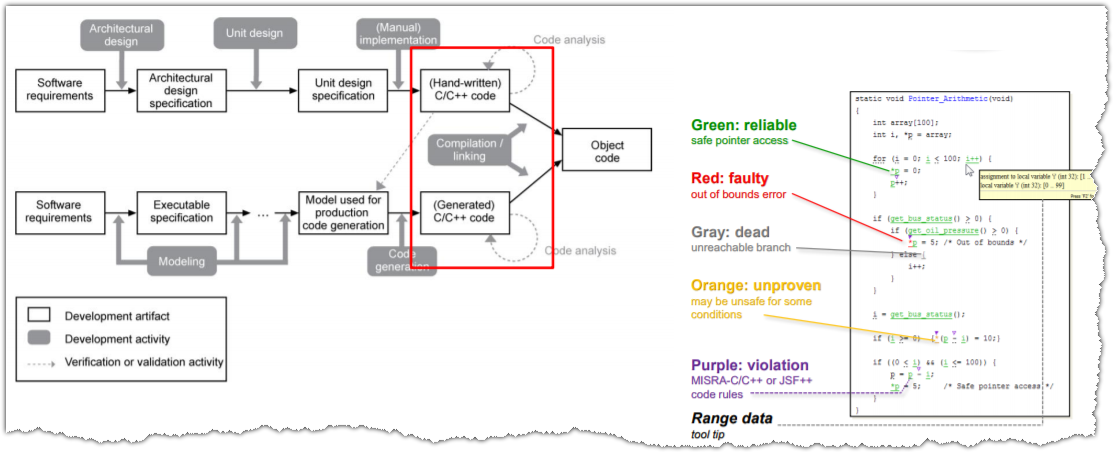 Architectural
design
Unit design
(Manual)
implementation
Code analysis
Software
requirements
Architectural
design
specification
Unit design
specification
(Hand-written)
C/C++ code
Compilation /
linking
Object
code
Software
requirements
Executable
specification
...
Model used for
production
code generation
(Generated)
C/C++ code
Modeling
Code
generation
Code analysis
Development artifact
Development activity
Verification or validation activity
Green: reliable
safe pointer access
Red: faulty
out of bounds error
Gray: dead
unreachable branch
Orange: unproven
may be unsafe for some
conditions
Purple: violation
MISRA-C/C++ or JSF++
code rules
Range data
tool tip
static void Pointer_Arithmetic(void)
{
int array[100];
int i, *p = array;
for (i = 0; i < 100; i++) {
*p = 0;
p++;
}
assignment to local variable 'i' (int 32): [1 ..
local variable 'i' (int 32): [0 .. 99]
Press 'F2' fo
if (get_bus_status() > 0) {
if (get_oil_pressure() > 0) {
*p = 5; /* Out of bounds */
} else {
i++;
}
}
i = get_bus_status();
if (i >= 0) {*(p - i) = 10;}
if ((0 < i) && (i <= 100)) {
p = p - i;
*p = 5; /* Safe pointer access */
}
}